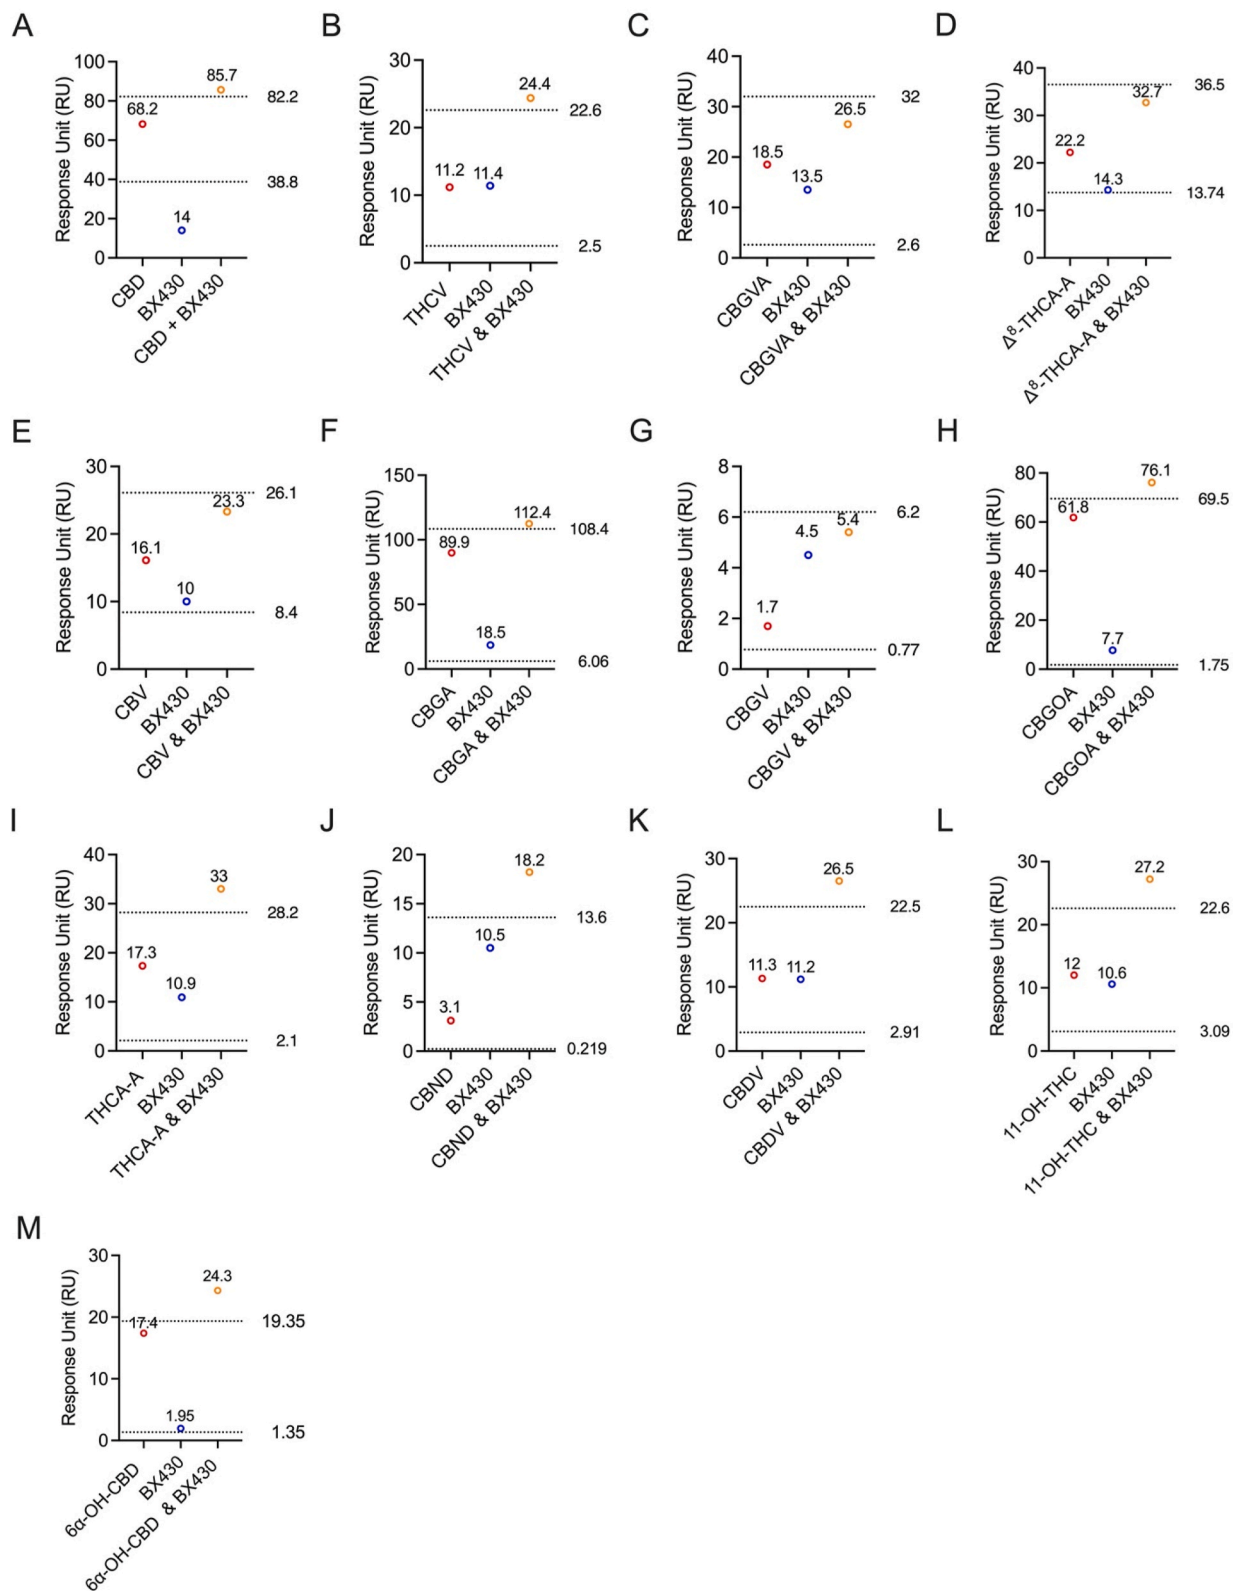 A
Response Unit (RU)
100
80
60
40
20
0
68.2
14
85.7
82.2
38.8
CBD
BX430
CBD + BX430
B
Response Unit (RU)
30
20
10
0
11.2
11.4
24.4
22.6
2.5
THCV
BX430
THCV & BX430
C
Response Unit (RU)
40
30
20
10
0
18.5
13.5
26.5
32
2.6
CBGVA
BX430
CBGVA & BX430
D
Response Unit (RU)
40
30
20
10
0
22.2
14.3
32.7
36.5
13.74
Δ⁸-THCA-A
BX430
Δ⁸-THCA-A & BX430
E
Response Unit (RU)
30
20
10
0
16.1
10
23.3
26.1
8.4
CBV
BX430
CBV & BX430
F
Response Unit (RU)
150
100
50
0
89.9
18.5
112.4
108.4
6.06
CBGA
BX430
CBGA & BX430
G
Response Unit (RU)
8
6
4
2
0
1.7
4.5
5.4
6.2
0.77
CBGV
BX430
CBGV & BX430
H
Response Unit (RU)
80
60
40
20
0
61.8
7.7
76.1
69.5
1.75
CBGOA
BX430
CBGOA & BX430
I
Response Unit (RU)
40
30
20
10
0
17.3
10.9
33
28.2
2.1
THCA-A
BX430
THCA-A & BX430
J
Response Unit (RU)
20
15
10
5
0
3.1
10.5
18.2
13.6
0.219
CBND
BX430
CBND & BX430
K
Response Unit (RU)
30
20
10
0
11.3
11.2
26.5
22.5
2.91
CBDV
BX430
CBDV & BX430
L
Response Unit (RU)
30
20
10
0
12
10.6
27.2
22.6
3.09
11-OH-THC
BX430
11-OH-THC & BX430
M
Response Unit (RU)
30
20
10
0
17.4
1.95
24.3
19.35
1.35
6α-OH-CBD
BX430
6α-OH-CBD & BX430